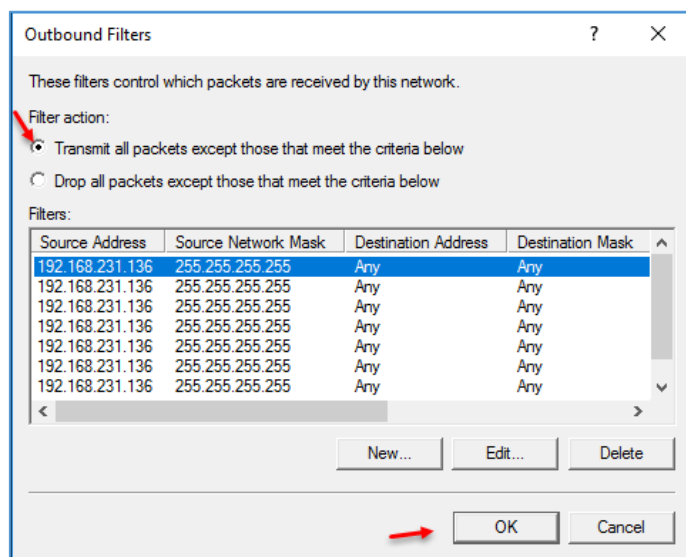 Outbound Filters ?
These filters control which packets are received by this network.
Filter action:
Transmit all packets except those that meet the criteria below
Drop all packets except those that meet the criteria below
Filters:
Source Address Source Network Mask Destination Address Destination Mask
192.168.231.136 255.255.255.255 Any Any
192.168.231.136 255.255.255.255 Any Any
192.168.231.136 255.255.255.255 Any Any
192.168.231.136 255.255.255.255 Any Any
192.168.231.136 255.255.255.255 Any Any
192.168.231.136 255.255.255.255 Any Any
192.168.231.136 255.255.255.255 Any Any
New... Edit... Delete
OK Cancel